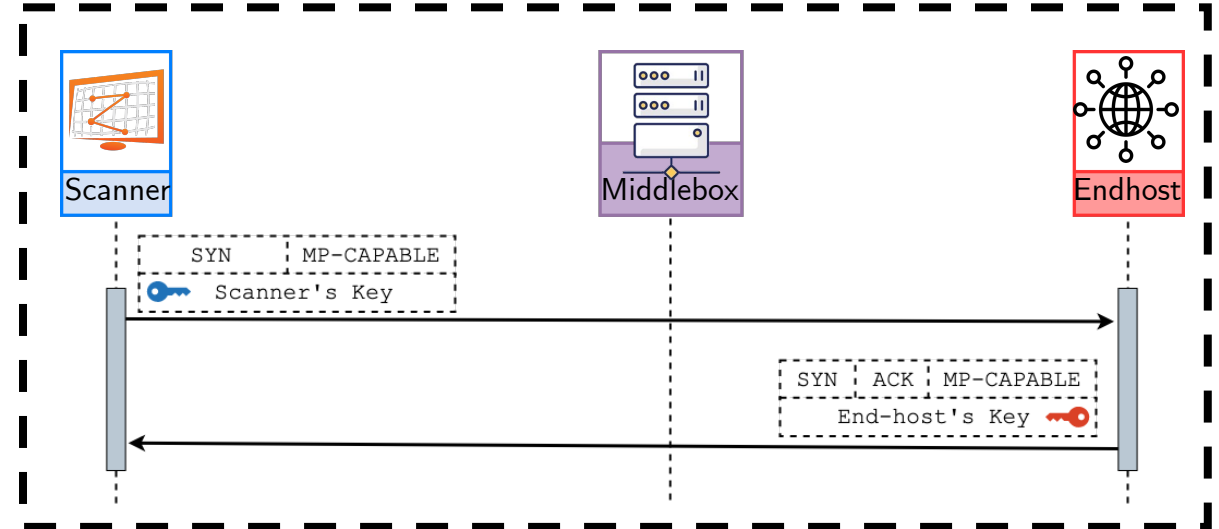 Scanner
Middlebox
Endhost
SYN MP-CAPABLE
Scanner's Key
SYN ACK MP-CAPABLE
End-host's Key